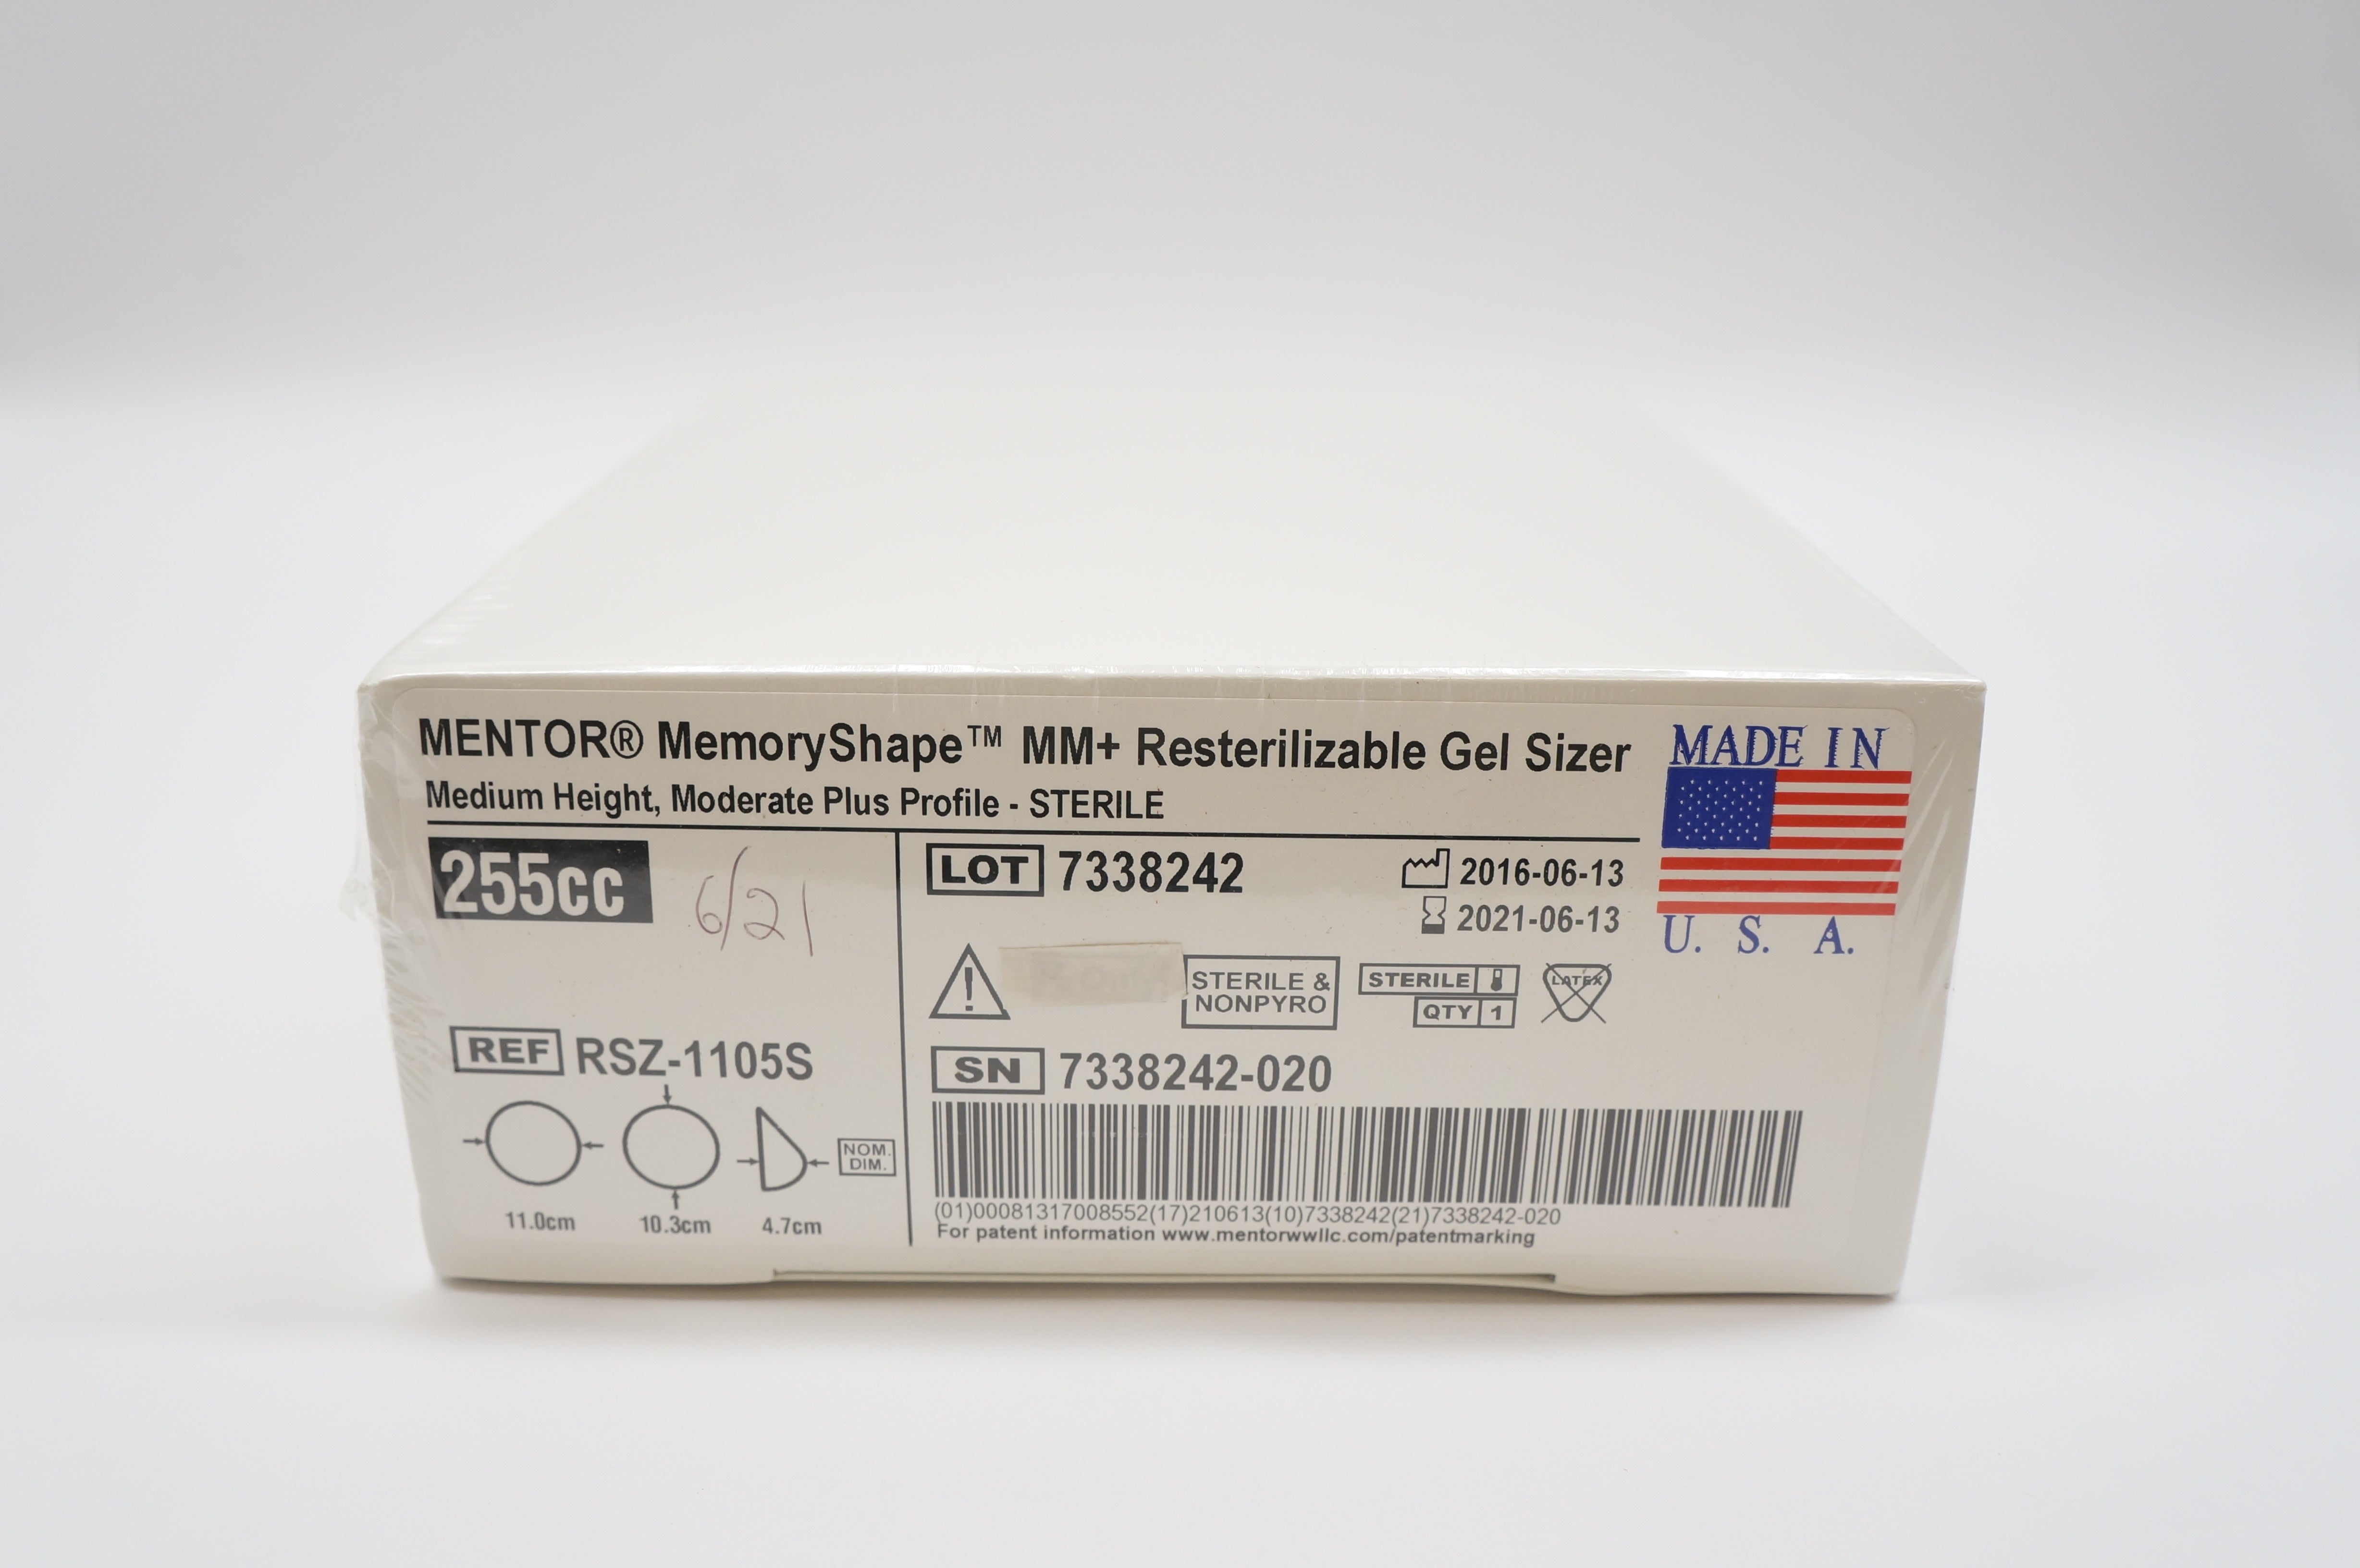 MENTOR® MemoryShape™ MM+ Resterilizable Gel Sizer
Medium Height, Moderate Plus Profile - STERILE
MADE IN
U. S. A.
255cc
6/21
REF RSZ-1105S
11.0cm 10.3cm 4.7cm
NOM. DIM.
LOT 7338242
2016-06-13
2021-06-13
STERILE &
NONPYRO
STERILE
QTY 1
LATEX
SN 7338242-020
(01)00081317008552(17)210613(10)7338242(21)7338242-020
For patent information www.mentorwwllc.com/patentmarking